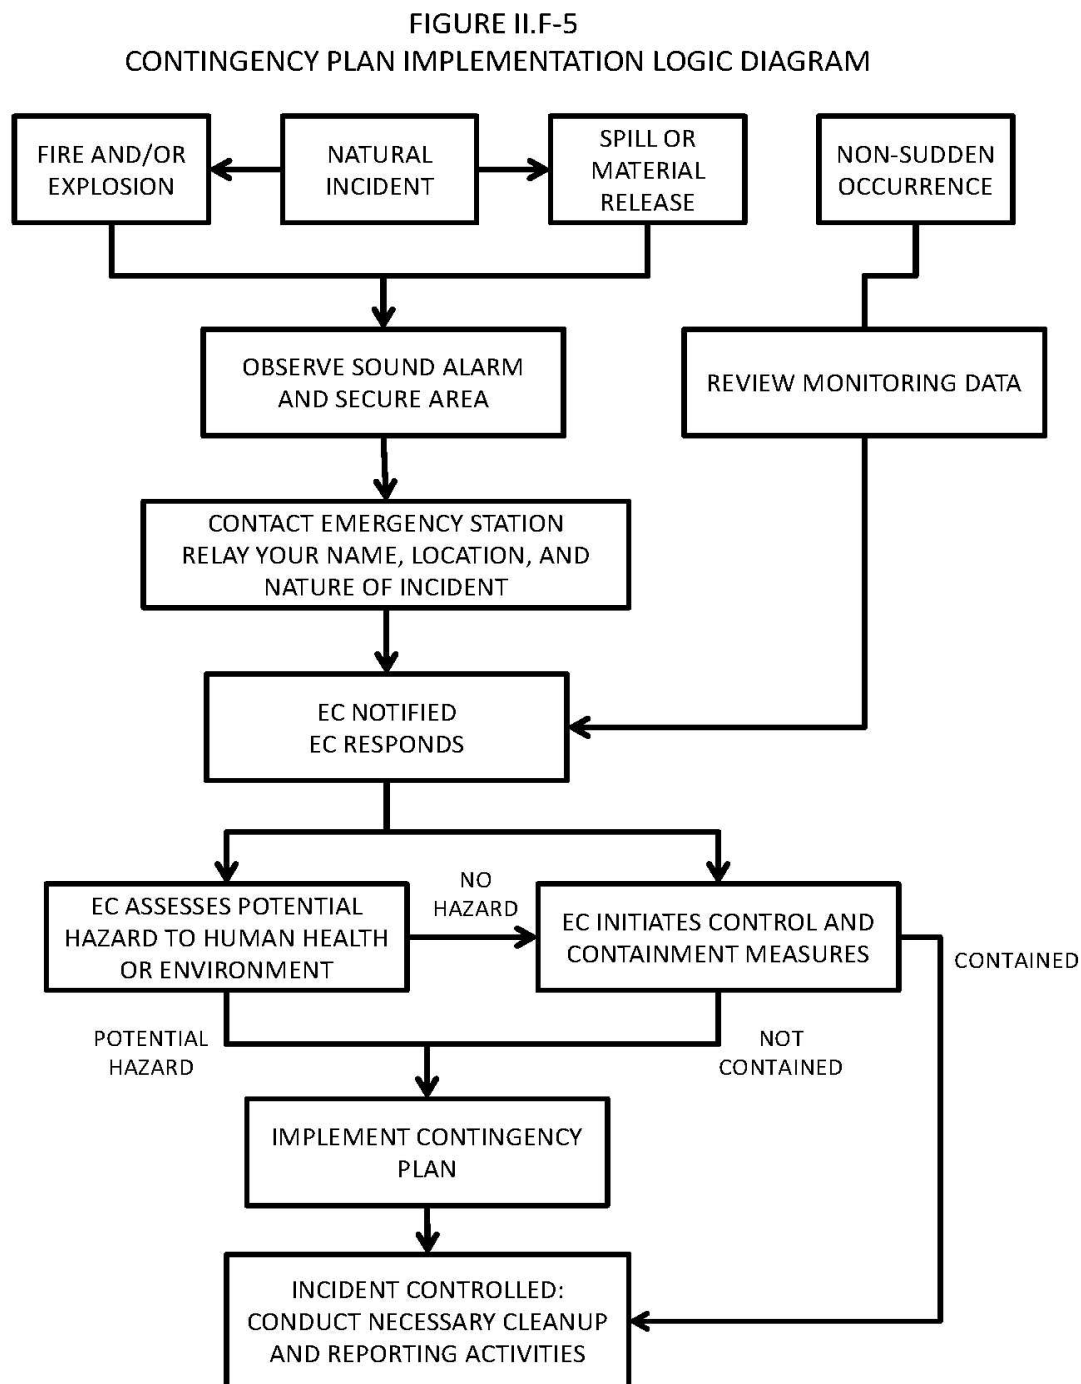 FIGURE II.F-5
CONTINGENCY PLAN IMPLEMENTATION LOGIC DIAGRAM
FIRE AND/OR
EXPLOSION
NATURAL
INCIDENT
SPILL OR
MATERIAL
RELEASE
NON-SUDDEN
OCCURRENCE
OBSERVE SOUND ALARM
AND SECURE AREA
REVIEW MONITORING DATA
CONTACT EMERGENCY STATION
RELAY YOUR NAME, LOCATION, AND
NATURE OF INCIDENT
EC NOTIFIED
EC RESPONDS
EC ASSESSES POTENTIAL
HAZARD TO HUMAN HEALTH
OR ENVIRONMENT
NO
HAZARD
EC INITIATES CONTROL AND
CONTAINMENT MEASURES
CONTAINED
POTENTIAL
HAZARD
NOT
CONTAINED
IMPLEMENT CONTINGENCY
PLAN
INCIDENT CONTROLLED:
CONDUCT NECESSARY CLEANUP
AND REPORTING ACTIVITIES